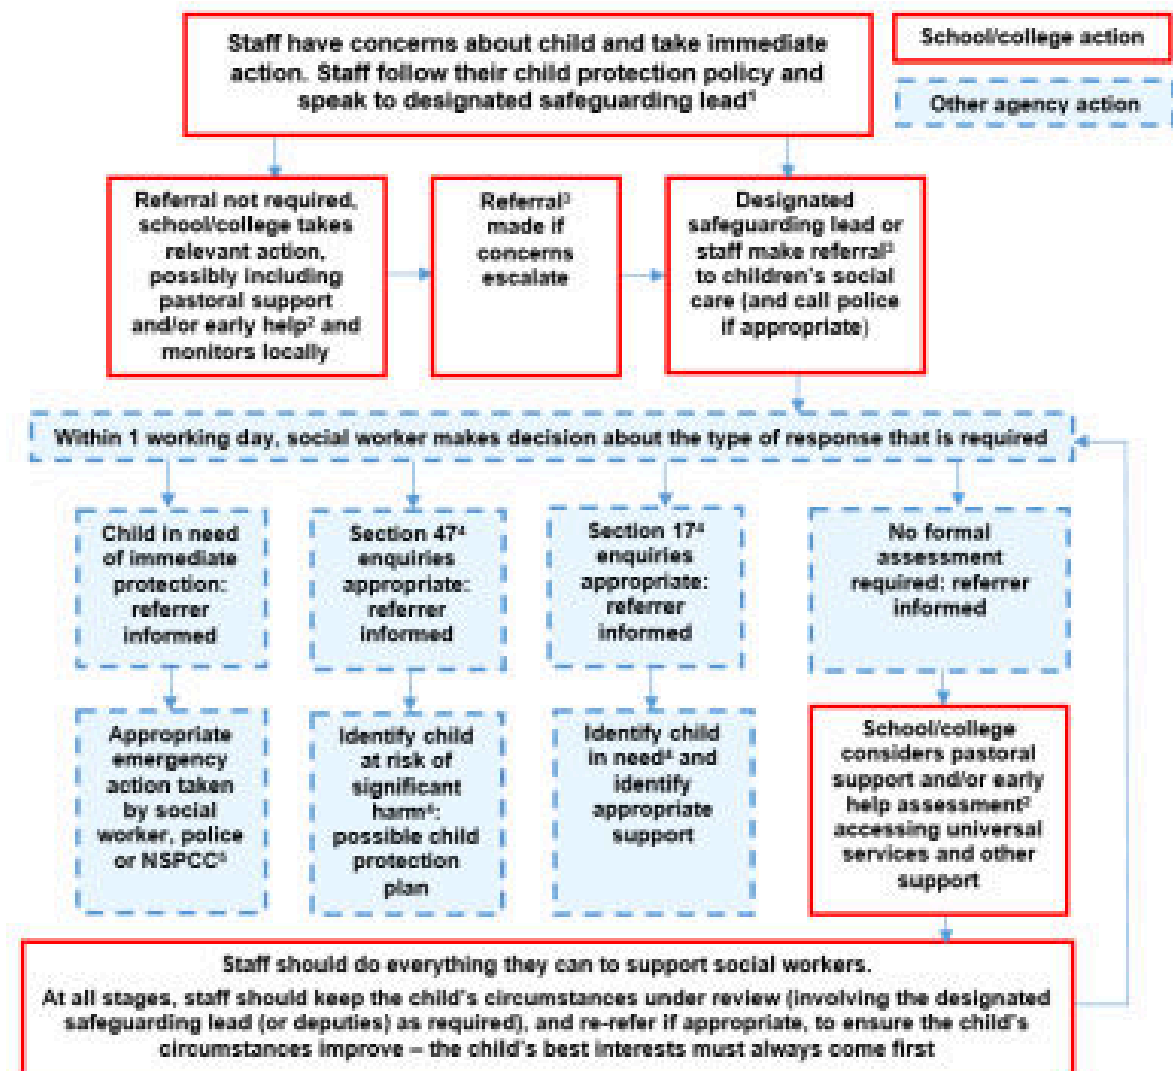 Staff have concerns about child and take immediate
action. Staff follow their child protection policy and
speak to designated safeguarding lead¹
School/college action
Other agency action
Referral not required,
school/college takes
relevant action,
possibly including
pastoral support
and/or early help² and
monitors locally
Referral³
made if
concerns
escalate
Designated
safeguarding lead or
staff make referral³
to children's social
care (and call police
if appropriate)
Within 1 working day, social worker makes decision about the type of response that is required
Child in need
of immediate
protection:
referrer
informed
Section 47⁴
enquiries
appropriate:
referrer
informed
Section 17⁴
enquiries
appropriate:
referrer
informed
No formal
assessment
required: referrer
informed
Appropriate
emergency
action taken
by social
worker, police
or NSPCC⁵
Identify child
at risk of
significant
harm⁴:
possible child
protection
plan
Identify child
in need⁴ and
identify
appropriate
support
School/college
considers pastoral
support and/or early
help assessment²
accessing universal
services and other
support
Staff should do everything they can to support social workers.
At all stages, staff should keep the child's circumstances under review (involving the designated
safeguarding lead (or deputies) as required), and re-refer if appropriate, to ensure the child's
circumstances improve – the child's best interests must always come first